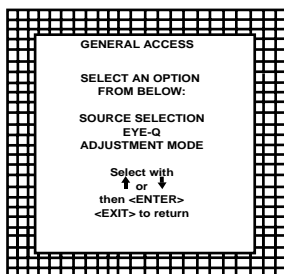 GENERAL ACCESS
SELECT AN OPTION
FROM BELOW:
SOURCE SELECTION
EYE-Q
ADJUSTMENT MODE
Select with
or
then <ENTER>
<EXIT> to return